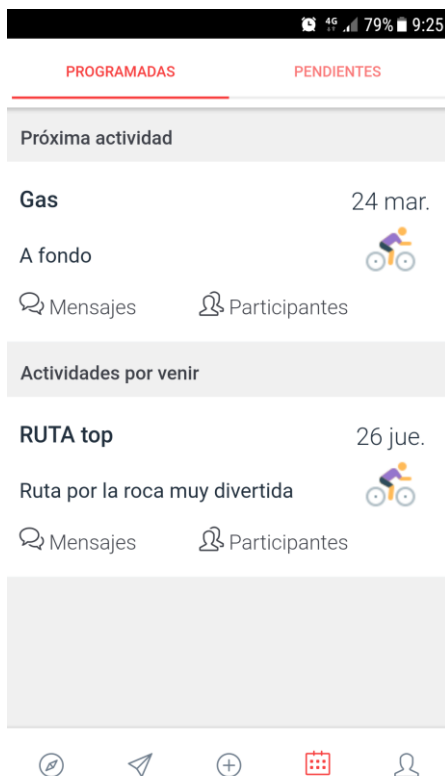 4G 79% 9:25
PROGRAMADAS PENDIENTES
Próxima actividad
Gas 24 mar.
A fondo
Mensajes Participantes
Actividades por venir
RUTA top 26 jue.
Ruta por la roca muy divertida
Mensajes Participantes